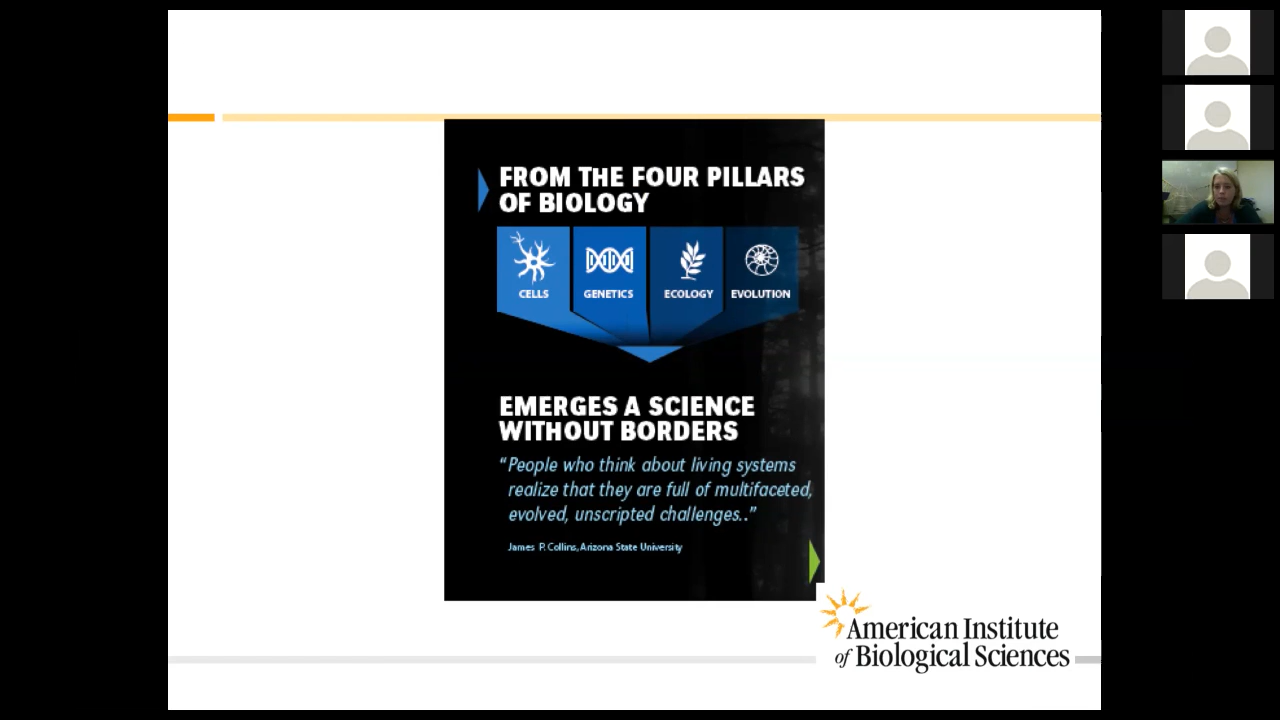 FROM THE FOUR PILLARS
OF BIOLOGY
CELLS
GENETICS
ECOLOGY
EVOLUTION
EMERGES A SCIENCE
WITHOUT BORDERS
“People who think about living systems
realize that they are full of multifaceted,
evolved, unscripted challenges..”
James P. Collins, Arizona State University
American Institute
of Biological Sciences